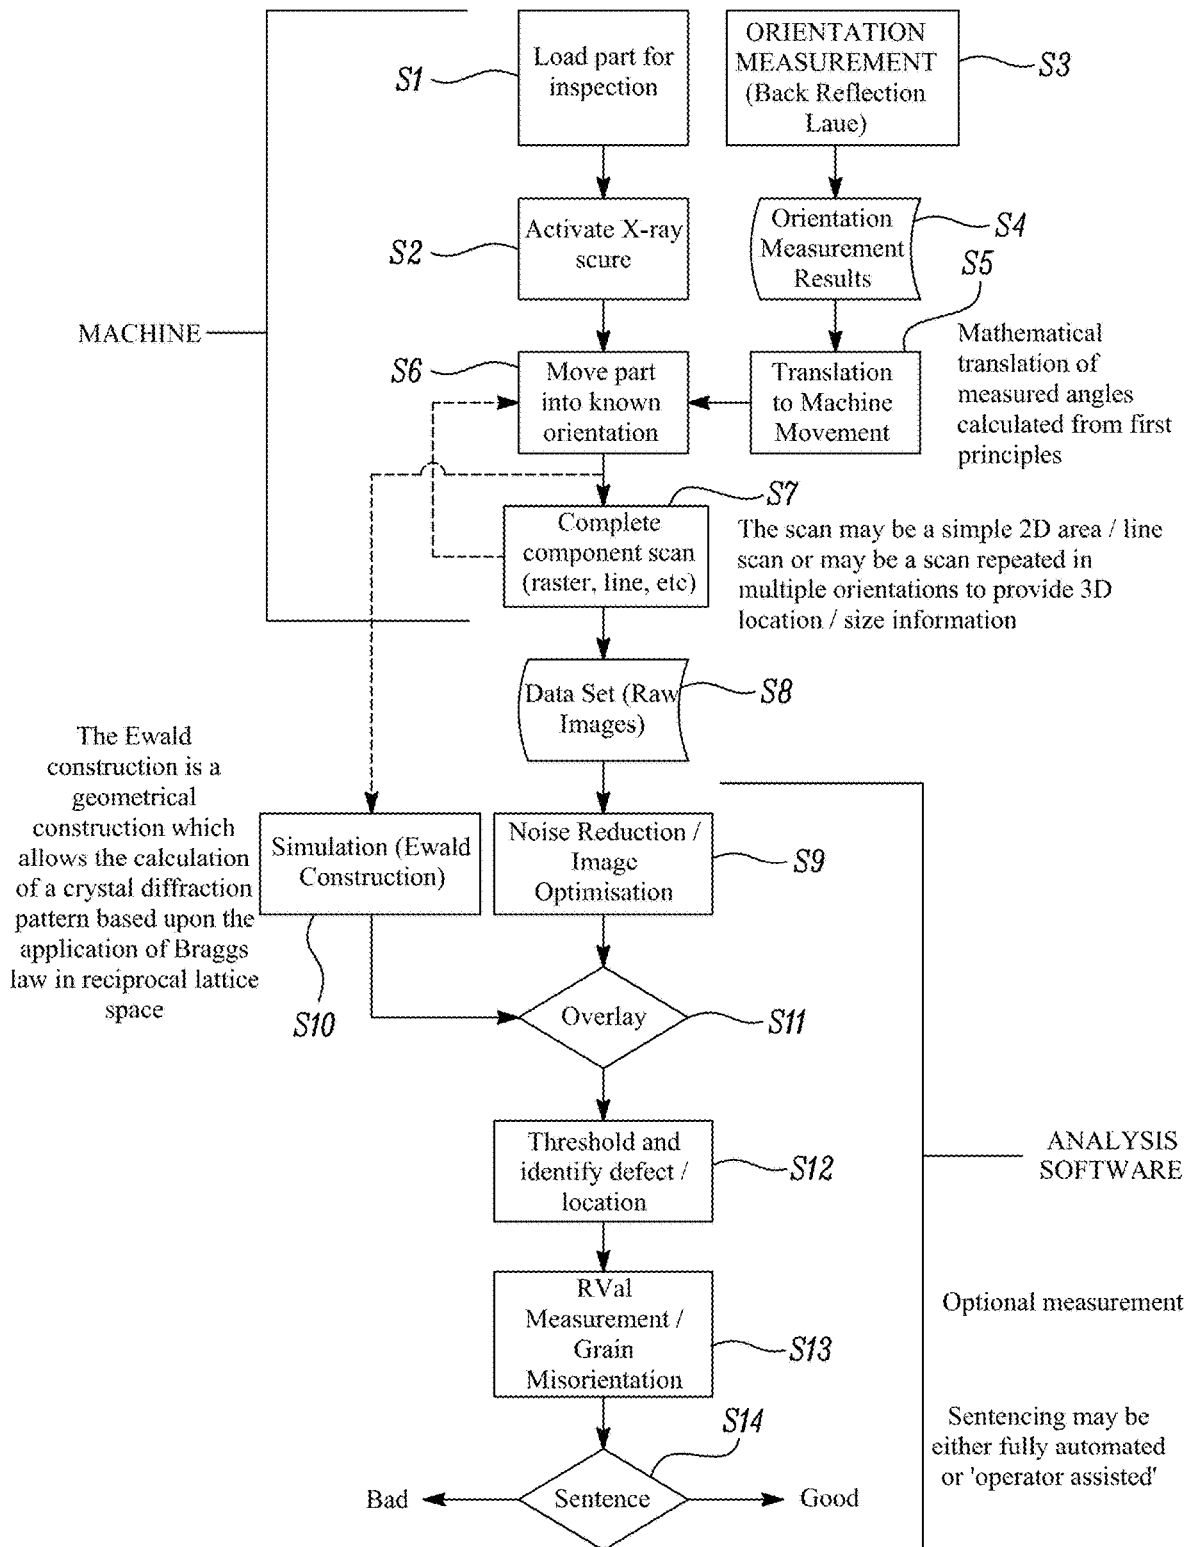 Load part for
inspection
S1
ORIENTATION
MEASUREMENT
(Back Reflection
Laue)
S3
Activate X-ray
scure
S2
Orientation
Measurement
Results
S4
S5
MACHINE
S6
Move part
into known
orientation
Translation
to Machine
Movement
Mathematical
translation of
measured angles
calculated from first
principles
S7
Complete
component scan
(raster, line, etc)
The scan may be a simple 2D area / line
scan or may be a scan repeated in
multiple orientations to provide 3D
location / size information
Data Set (Raw
Images)
S8
The Ewald
construction is a
geometrical
construction which
allows the calculation
of a crystal diffraction
pattern based upon the
application of Braggs
law in reciprocal lattice
space
Simulation (Ewald
Construction)
S10
Noise Reduction /
Image
Optimisation
S9
Overlay
S11
Threshold and
identify defect /
location
S12
ANALYSIS
SOFTWARE
RVal
Measurement /
Grain
Misorientation
S13
Optional measurement
S14
Sentence
Bad
Good
Sentencing may be
either fully automated
or 'operator assisted'